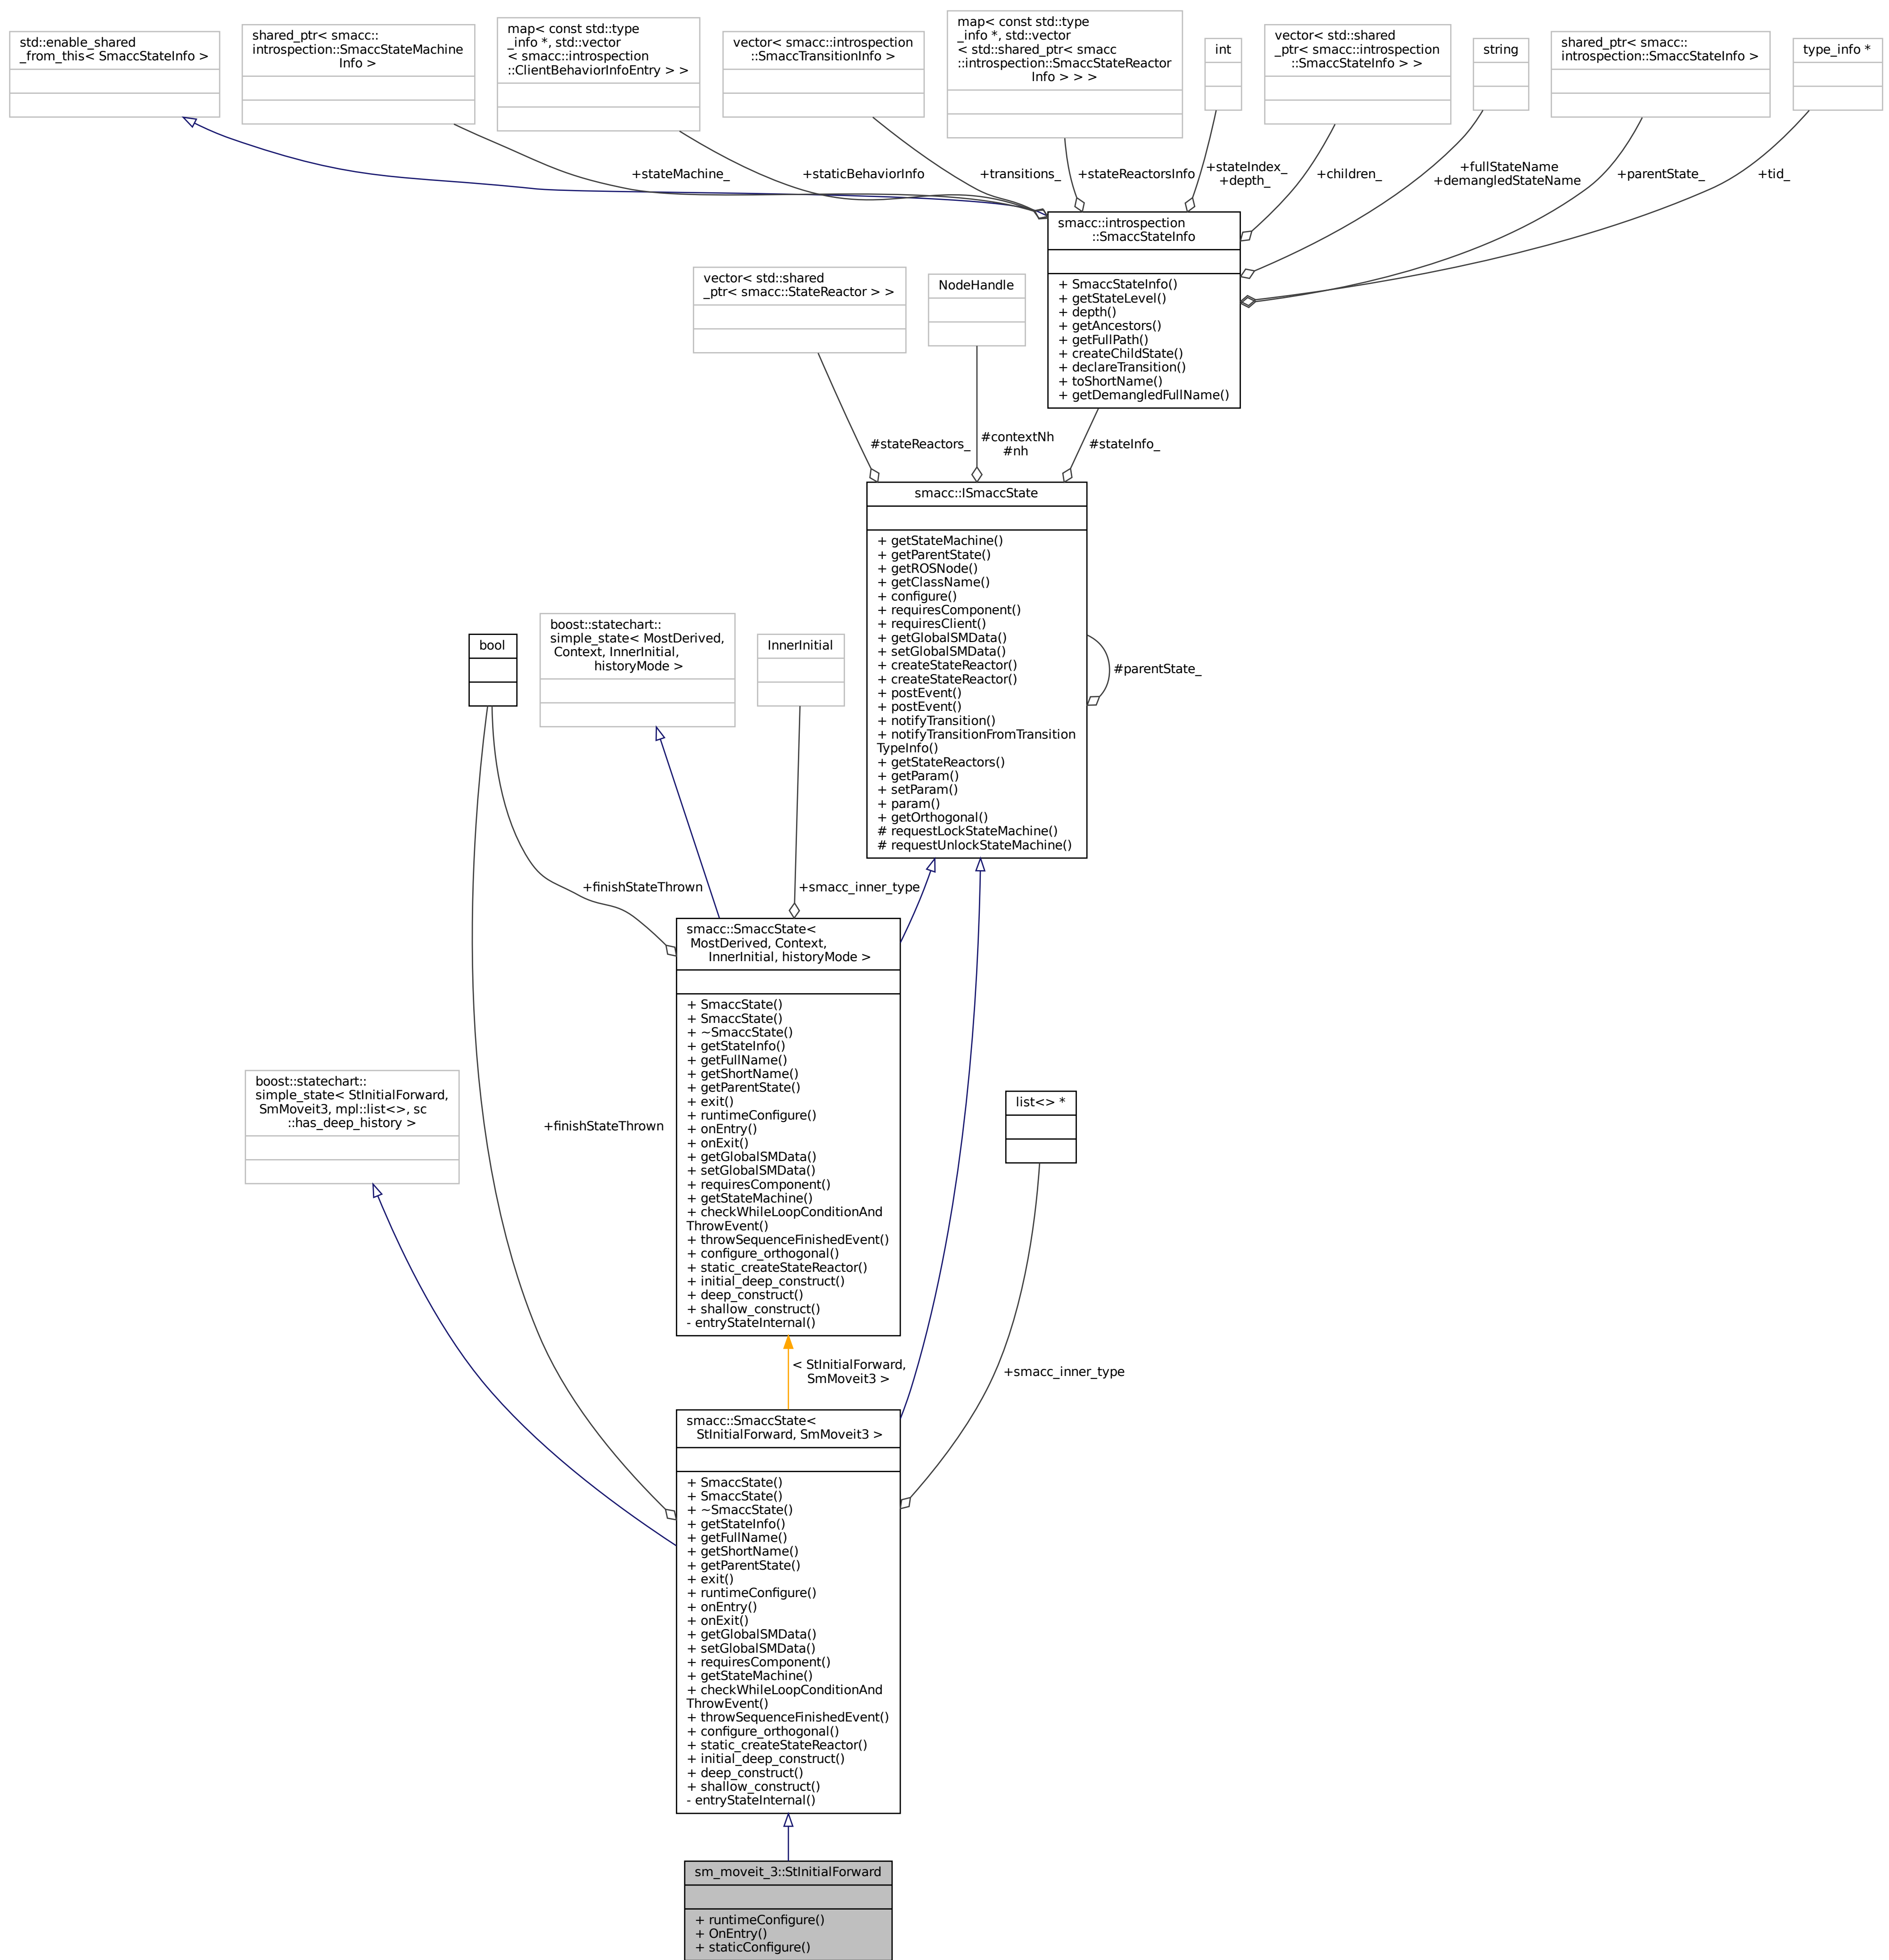 std::enable_shared
_from_this< SmaccStateInfo >
shared_ptr< smacc::
introspection::SmaccStateMachine
Info >
map< const std::type
_info *, std::vector
< smacc::introspection
::ClientBehaviorInfoEntry > >
vector< smacc::introspection
::SmaccTransitionInfo >
map< const std::type
_info *, std::vector
< std::shared_ptr< smacc
::introspection::SmaccStateReactor
Info > > >
int
vector< std::shared
_ptr< smacc::introspection
::SmaccStateInfo > >
string
shared_ptr< smacc::
introspection::SmaccStateInfo >
type_info *
+stateMachine_
+staticBehaviorInfo
+transitions_
+stateReactorsInfo
+stateIndex_
+depth_
+children_
+fullStateName
+demangledStateName
+parentState_
+tid_
smacc::introspection
::SmaccStateInfo
+ SmaccStateInfo()
+ getStateLevel()
+ depth()
+ getAncestors()
+ getFullPath()
+ createChildState()
+ declareTransition()
+ toShortName()
+ getDemangledFullName()
vector< std::shared
_ptr< smacc::StateReactor > >
NodeHandle
#stateReactors_
#contextNh
#nh
#stateInfo_
smacc::ISmaccState
+ getStateMachine()
+ getParentState()
+ getROSNode()
+ getClassName()
+ configure()
+ requiresComponent()
+ requiresClient()
+ getGlobalSMData()
+ setGlobalSMData()
+ createStateReactor()
+ createStateReactor()
+ postEvent()
+ postEvent()
+ notifyTransition()
+ notifyTransitionFromTransition
TypeInfo()
+ getStateReactors()
+ getParam()
+ setParam()
+ param()
+ getOrthogonal()
# requestLockStateMachine()
# requestUnlockStateMachine()
#parentState_
bool
boost::statechart::
simple_state< MostDerived,
Context, InnerInitial,
historyMode >
InnerInitial
+finishStateThrown
+smacc_inner_type
smacc::SmaccState<
MostDerived, Context,
InnerInitial, historyMode >
+ SmaccState()
+ SmaccState()
+ ~SmaccState()
+ getStateInfo()
+ getFullName()
+ getShortName()
+ getParentState()
+ exit()
+ runtimeConfigure()
+ onEntry()
+ onExit()
+ getGlobalSMData()
+ setGlobalSMData()
+ requiresComponent()
+ getStateMachine()
+ checkWhileLoopConditionAnd
ThrowEvent()
+ throwSequenceFinishedEvent()
+ configure_orthogonal()
+ static_createStateReactor()
+ initial_deep_construct()
+ deep_construct()
+ shallow_construct()
- entryStateInternal()
boost::statechart::
simple_state< StInitialForward,
SmMoveit3, mpl::list<>, sc
::has_deep_history >
+finishStateThrown
list<> *
< StInitialForward,
SmMoveit3 >
+smacc_inner_type
smacc::SmaccState<
StInitialForward, SmMoveit3 >
+ SmaccState()
+ SmaccState()
+ ~SmaccState()
+ getStateInfo()
+ getFullName()
+ getShortName()
+ getParentState()
+ exit()
+ runtimeConfigure()
+ onEntry()
+ onExit()
+ getGlobalSMData()
+ setGlobalSMData()
+ requiresComponent()
+ getStateMachine()
+ checkWhileLoopConditionAnd
ThrowEvent()
+ throwSequenceFinishedEvent()
+ configure_orthogonal()
+ static_createStateReactor()
+ initial_deep_construct()
+ deep_construct()
+ shallow_construct()
- entryStateInternal()
sm_moveit_3::StInitialForward
+ runtimeConfigure()
+ OnEntry()
+ staticConfigure()